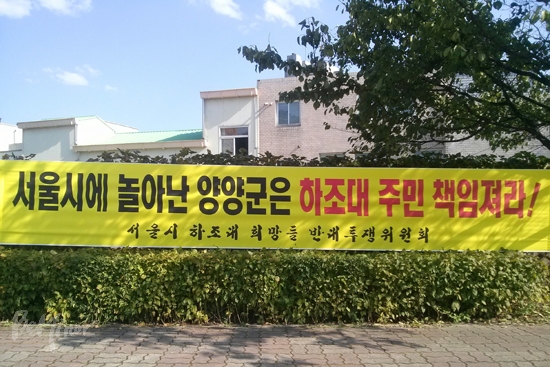 서울시에 놀아난 양양군은 하조대 주민 책임져라!
서울시 하조대 희망들 반대투쟁위원회